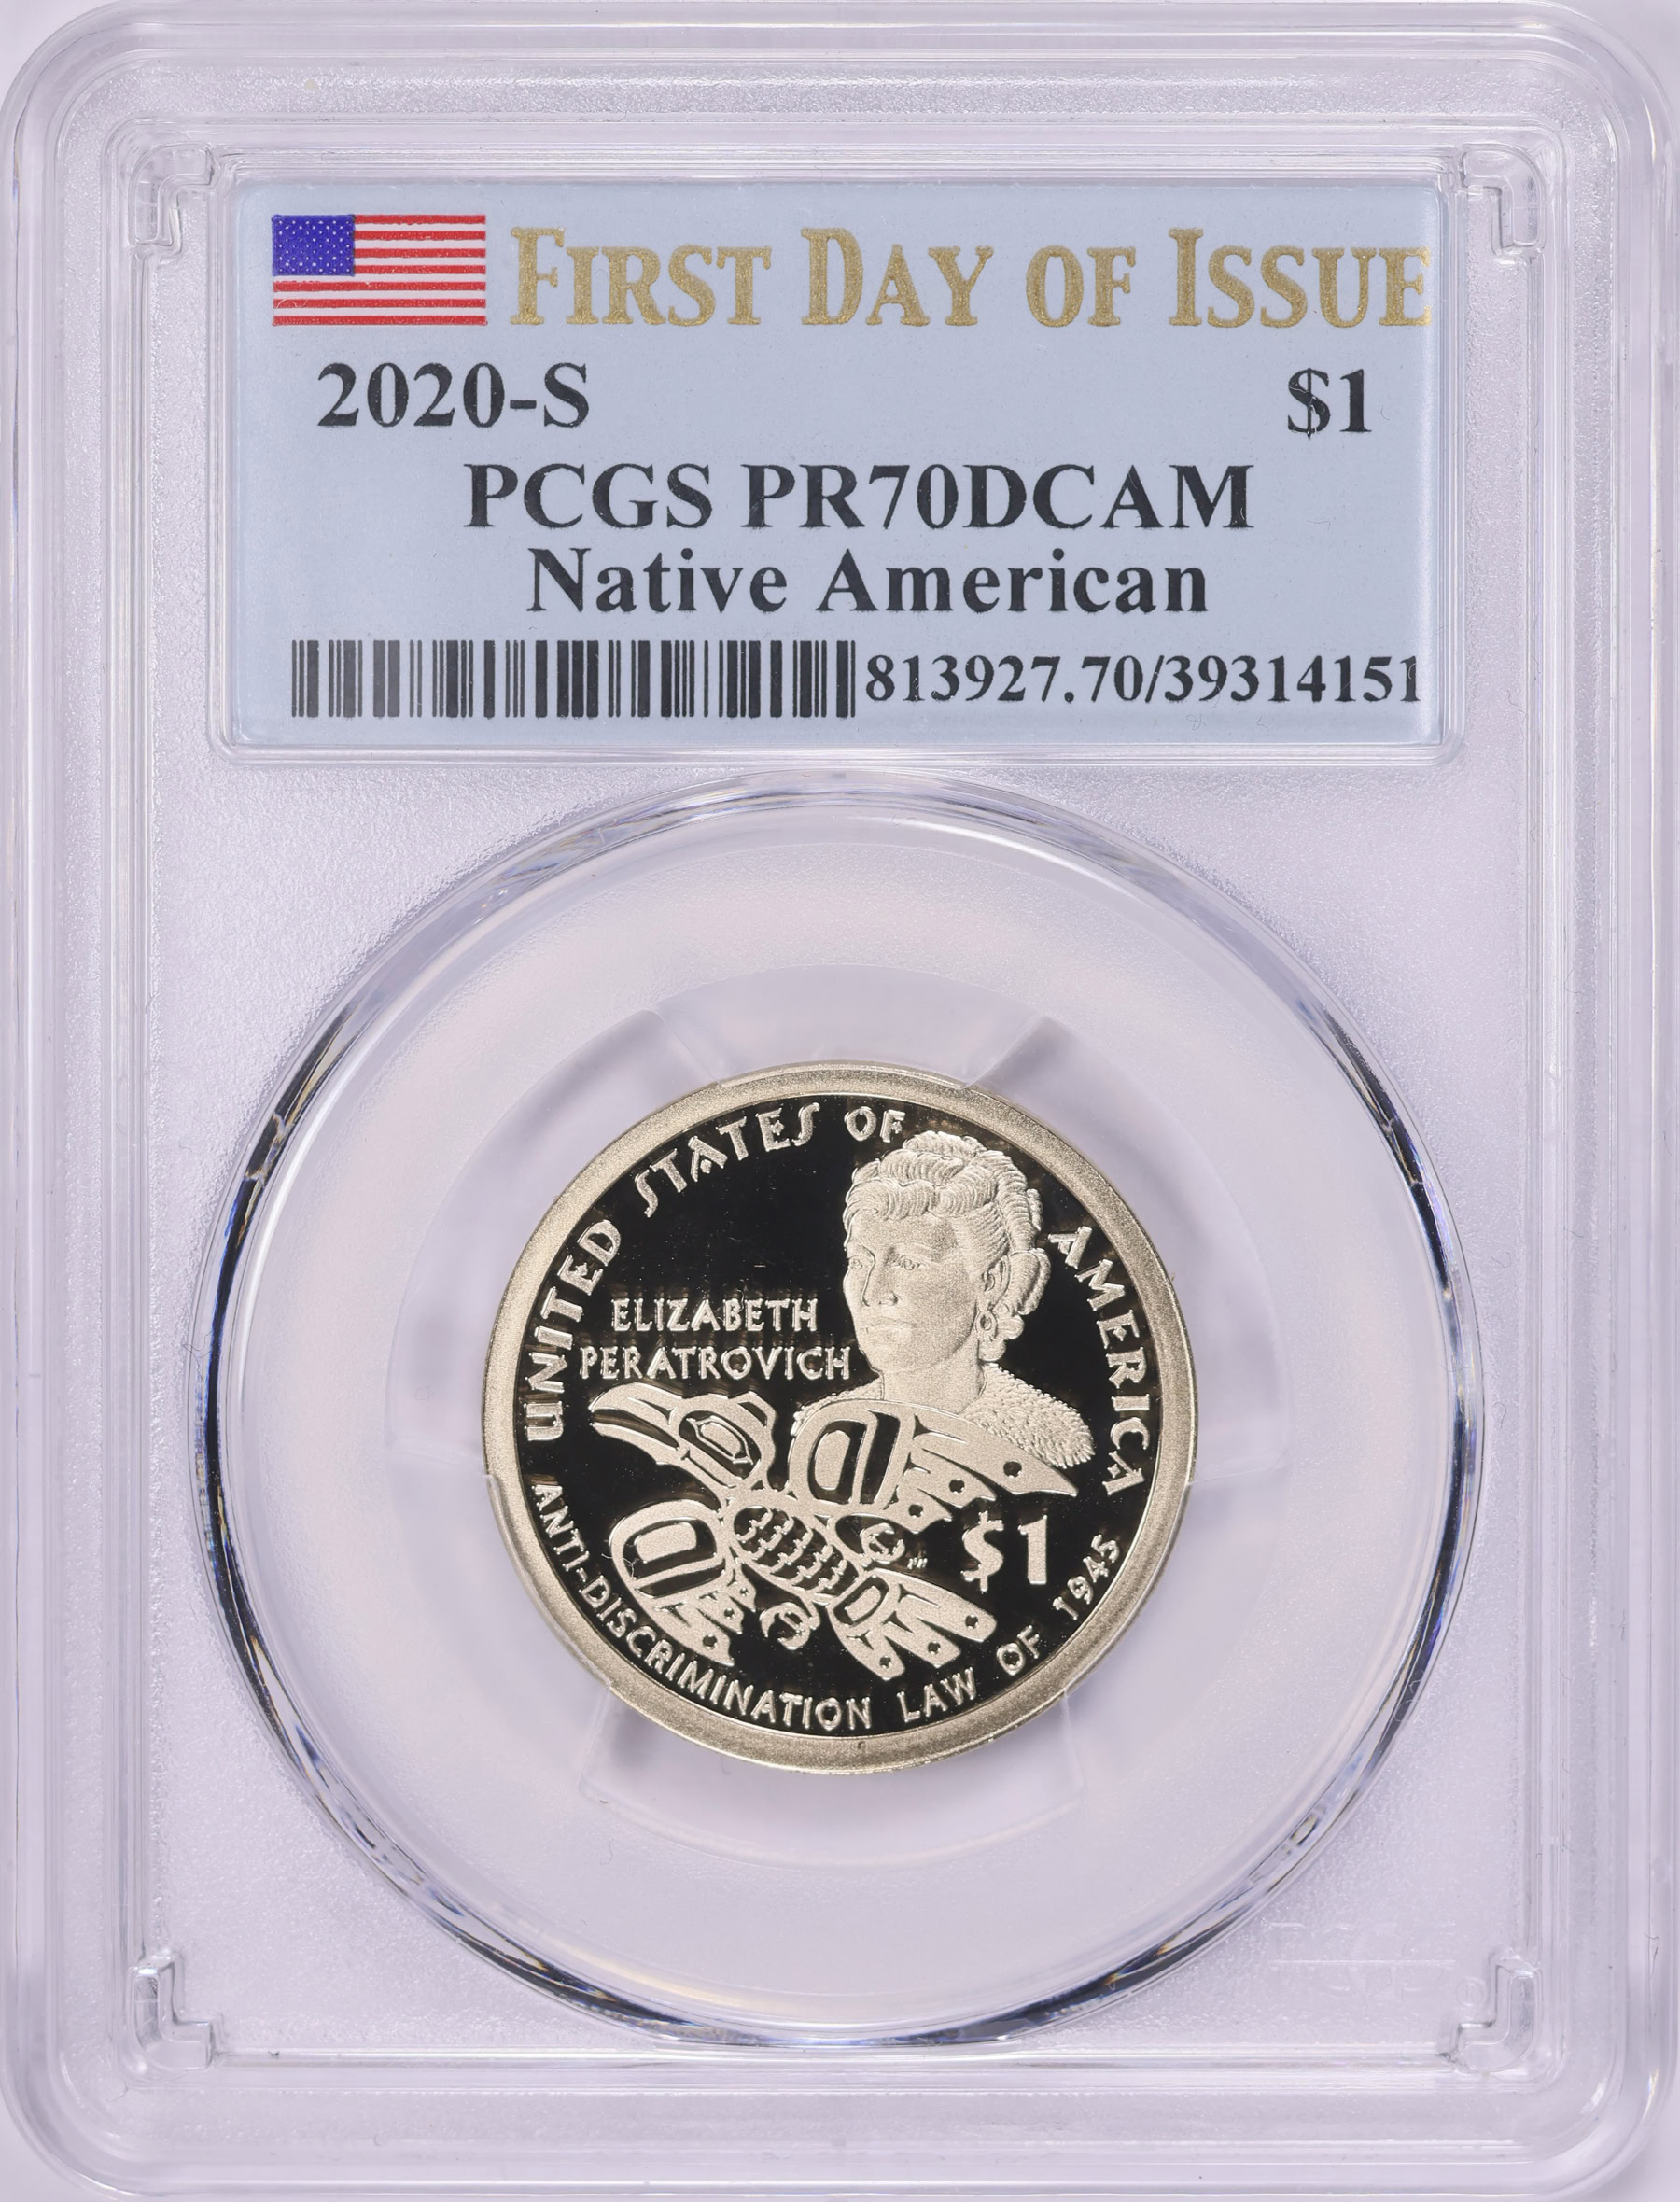 FIRST DAY OF ISSUE
2020-S $1
PCGS PR70DCAM
Native American
813927.70/39314151
UNITED STATES OF AMERICA
ELIZABETH
PERATROVICH
$1
ANTI-DISCRIMINATION LAW OF 1945